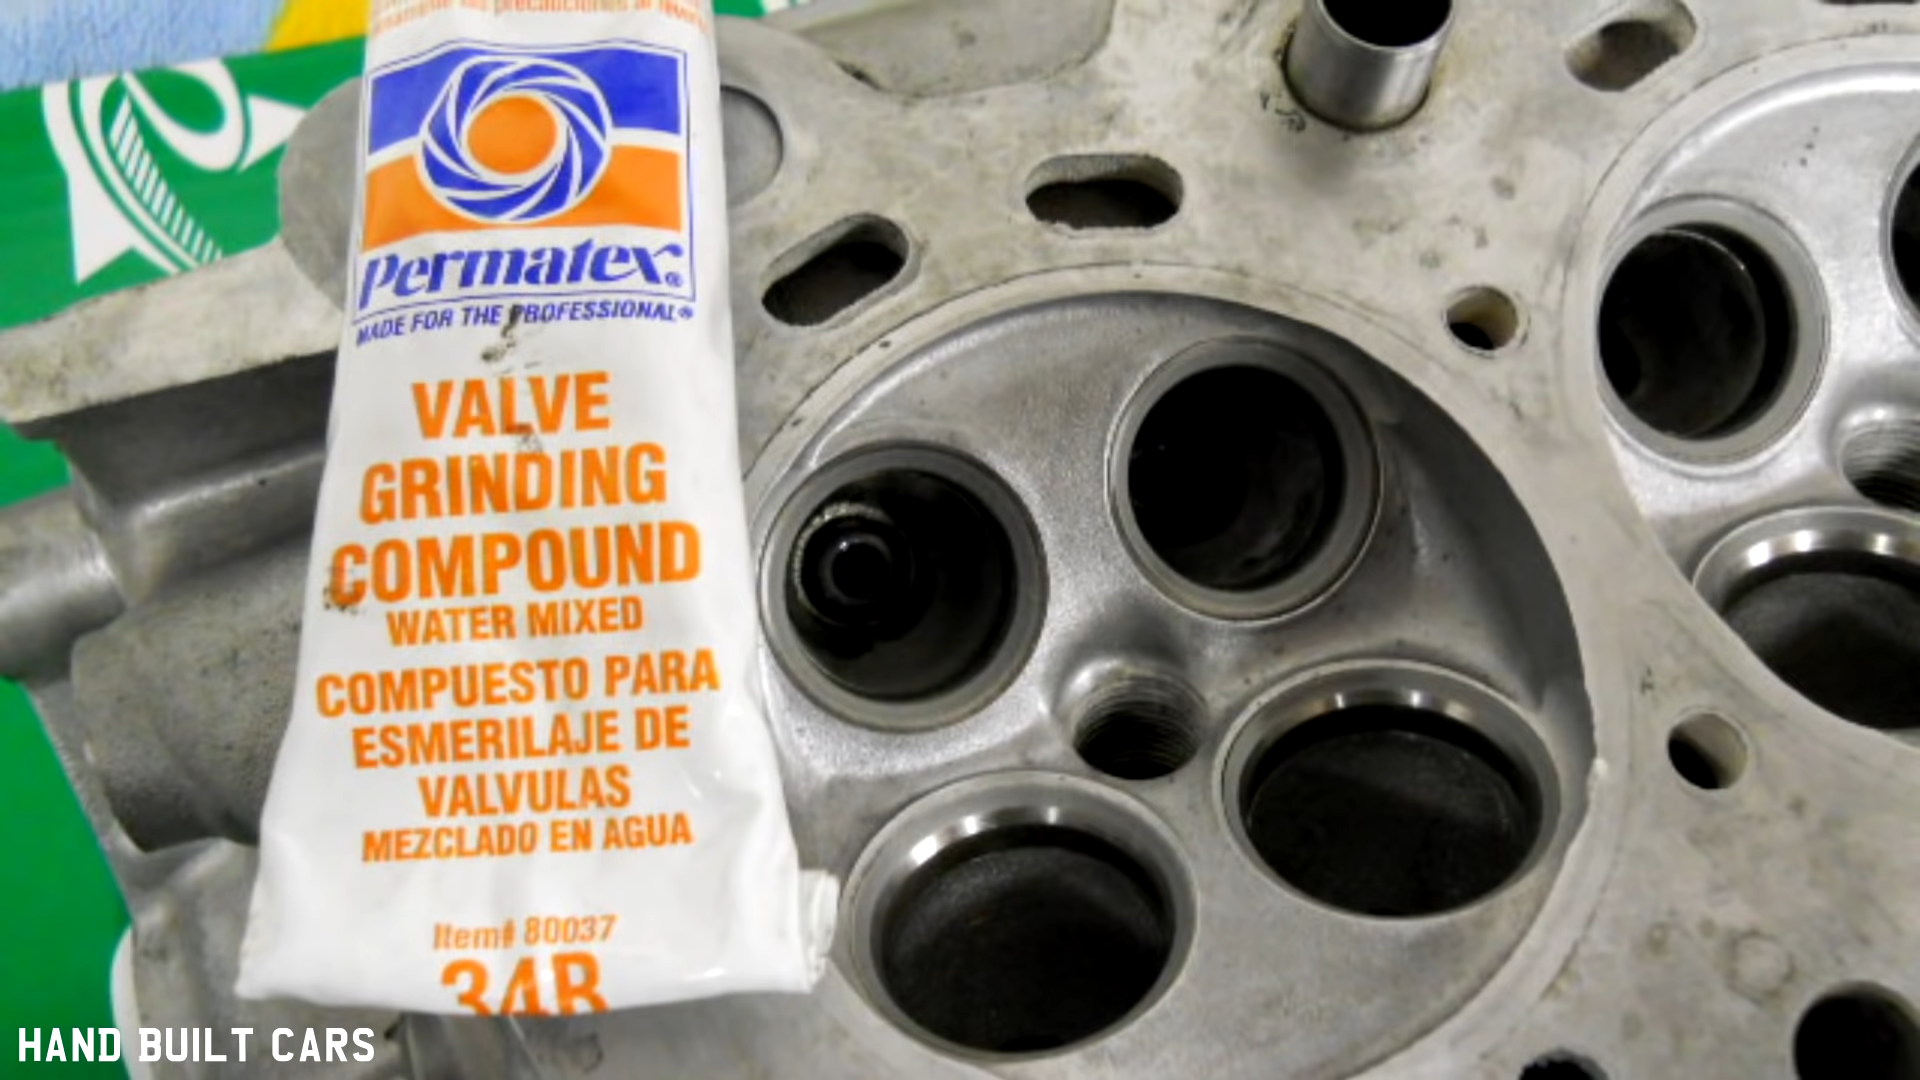 Permatex®
MADE FOR THE PROFESSIONAL®
VALVE
GRINDING
COMPOUND
WATER MIXED
COMPUESTO PARA
ESMERILAJE DE
VALVULAS
MEZCLADO EN AGUA
Item# 80037
34B
HAND BUILT CARS